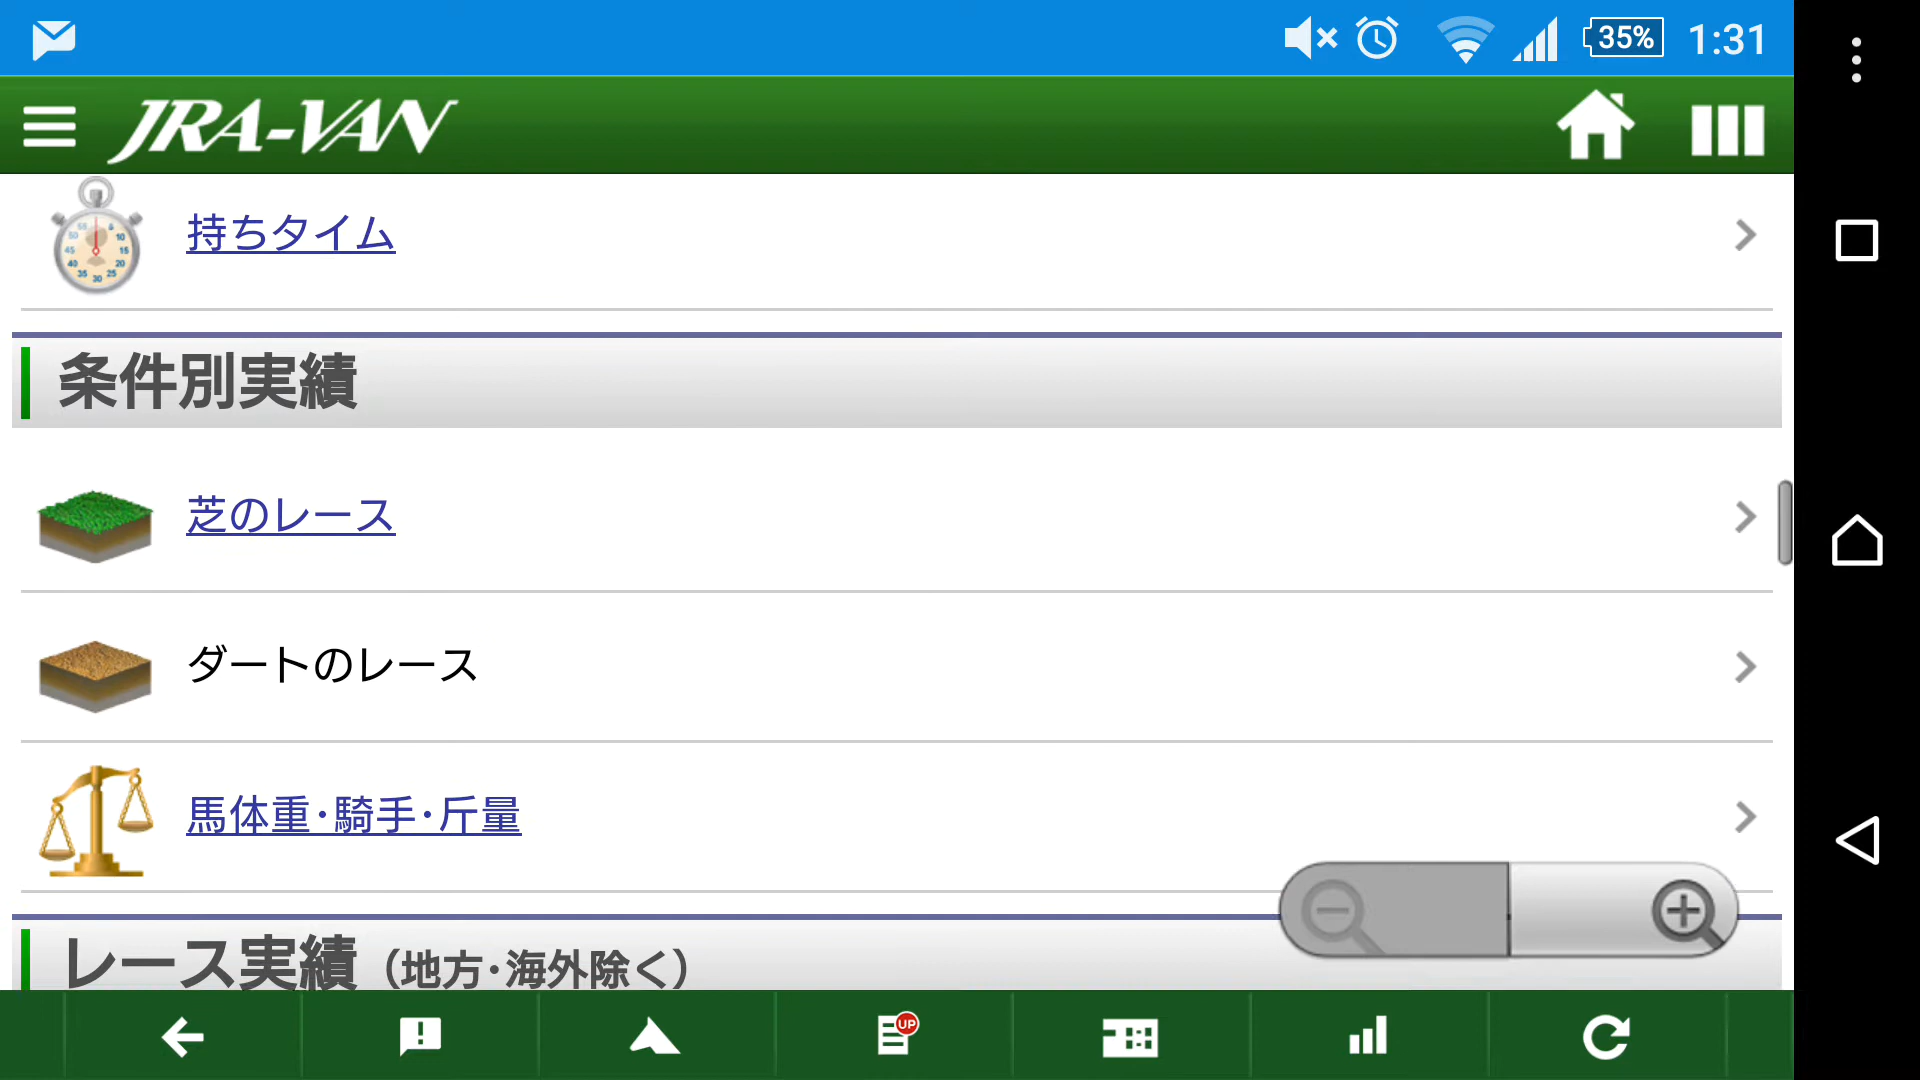 35% 1:31
JRA-VAN
持ちタイム
条件別実績
芝のレース
ダートのレース
馬体重･騎手･斤量
レース実績（地方･海外除く）
UP